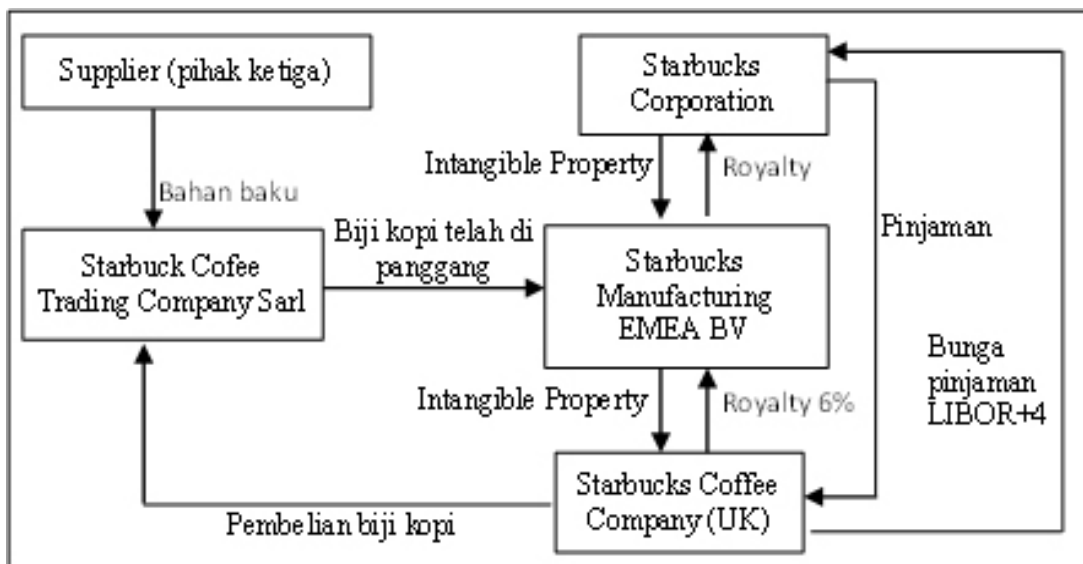 Supplier (pihak ketiga)
Starbucks
Corporation
Intangible Property
Royalty
Bahan baku
Pinjaman
Biji kopi telah di
panggang
Starbuck Cofee
Trading Company Sarl
Starbucks
Manufacturing
EMEA BV
Bunga
pinjaman
LIBOR+4
Intangible Property
Royalty 6%
Starbucks Coffee
Company (UK)
Pembelian biji kopi